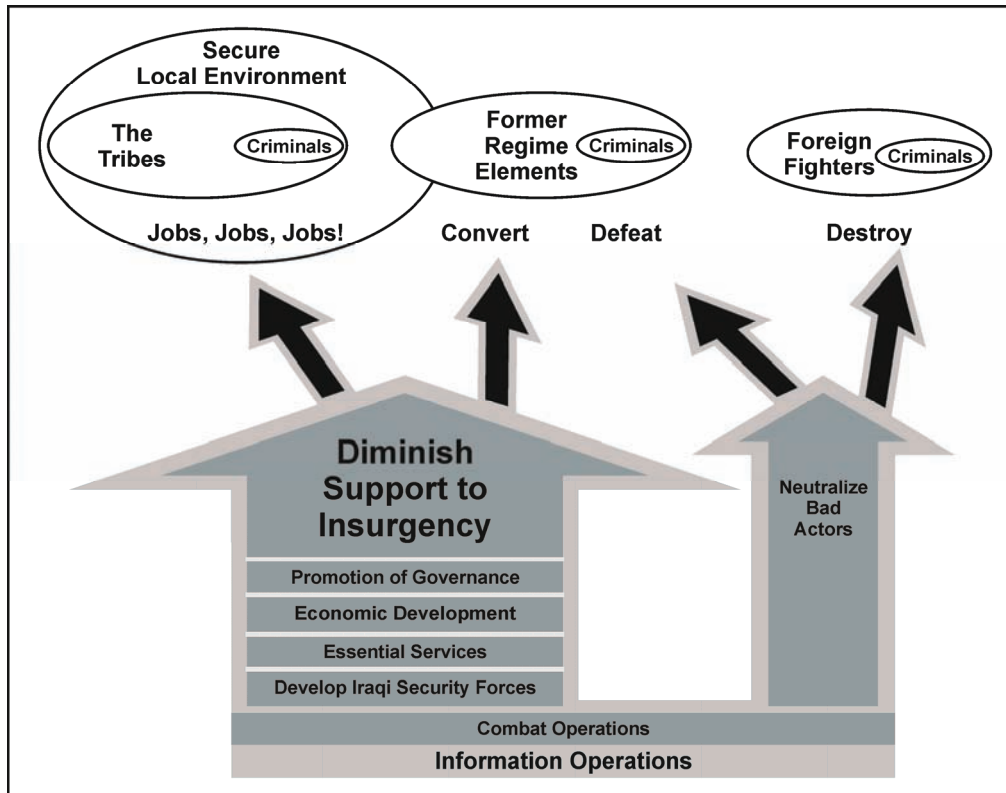 Secure
Local Environment
The
Tribes
Criminals
Former
Regime
Elements
Criminals
Foreign
Fighters
Criminals
Jobs, Jobs, Jobs!
Convert
Defeat
Destroy
Diminish
Support to
Insurgency
Neutralize
Bad
Actors
Promotion of Governance
Economic Development
Essential Services
Develop Iraqi Security Forces
Combat Operations
Information Operations